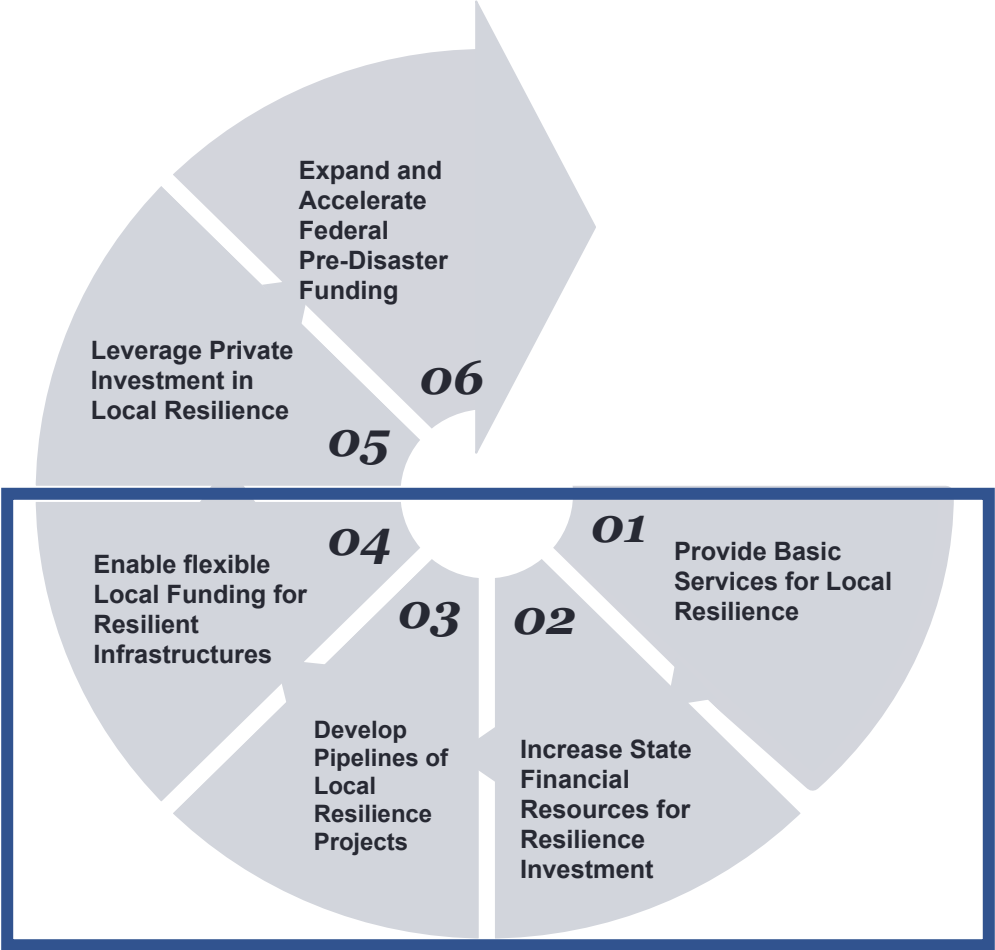 01
Provide Basic
Services for Local
Resilience
02
Increase State
Financial
Resources for
Resilience
Investment
03
Develop
Pipelines of
Local
Resilience
Projects
04
Enable flexible
Local Funding for
Resilient
Infrastructures
05
Leverage Private
Investment in
Local Resilience
06
Expand and
Accelerate
Federal
Pre-Disaster
Funding